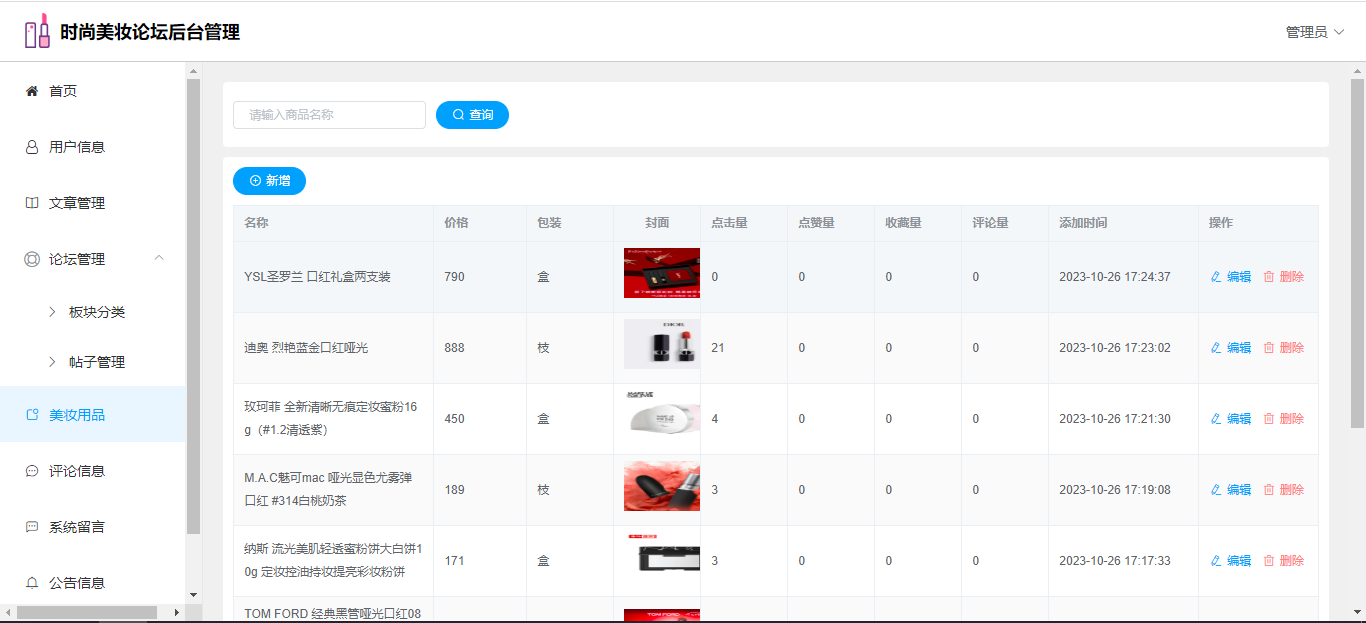 时尚美妆论坛后台管理
管理员
首页
用户信息
文章管理
论坛管理
板块分类
帖子管理
美妆用品
评论信息
系统留言
公告信息
请输入商品名称
查询
新增
名称 价格 包装 封面 点击量 点赞量 收藏量 评论量 添加时间 操作
YSL圣罗兰 口红礼盒两支装 790 盒 0 0 0 0 2023-10-26 17:24:37 编辑 删除
迪奥 烈艳蓝金口红哑光 888 枝 21 0 0 0 2023-10-26 17:23:02 编辑 删除
DIOR
玫珂菲 全新清晰无痕定妆蜜粉16
g（#1.2清透紫） 450 盒 4 0 0 0 2023-10-26 17:21:30 编辑 删除
M.A.C魅可mac 哑光显色尤雾弹
口红 #314白桃奶茶 189 枝 3 0 0 0 2023-10-26 17:19:08 编辑 删除
纳斯 流光美肌轻透蜜粉饼大白饼1
0g 定妆控油持妆提亮彩妆粉饼 171 盒 3 0 0 0 2023-10-26 17:17:33 编辑 删除
TOM FORD 经典黑管哑光口红08
TOM FORD